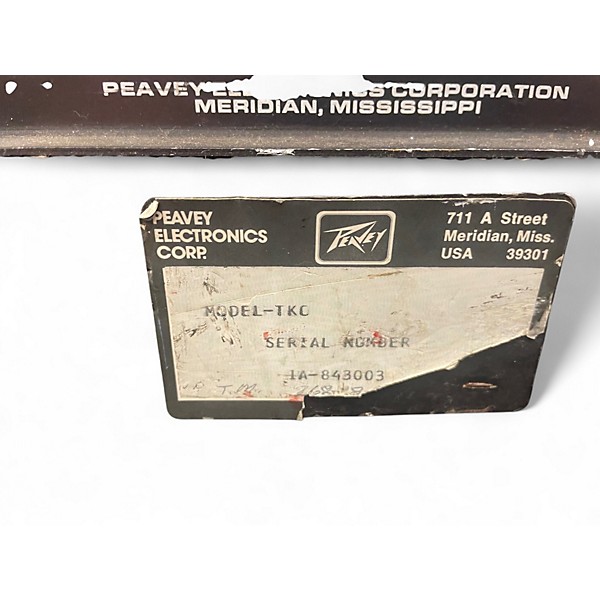 PEAVEY ELECTRONICS CORPORATION
MERIDIAN, MISSISSIPPI
PEAVEY
ELECTRONICS
CORP.
PEAVEY
711 A Street
Meridian, Miss.
USA 39301
MODEL-TKO
SERIAL NUMBER
1A-843003
T.M.